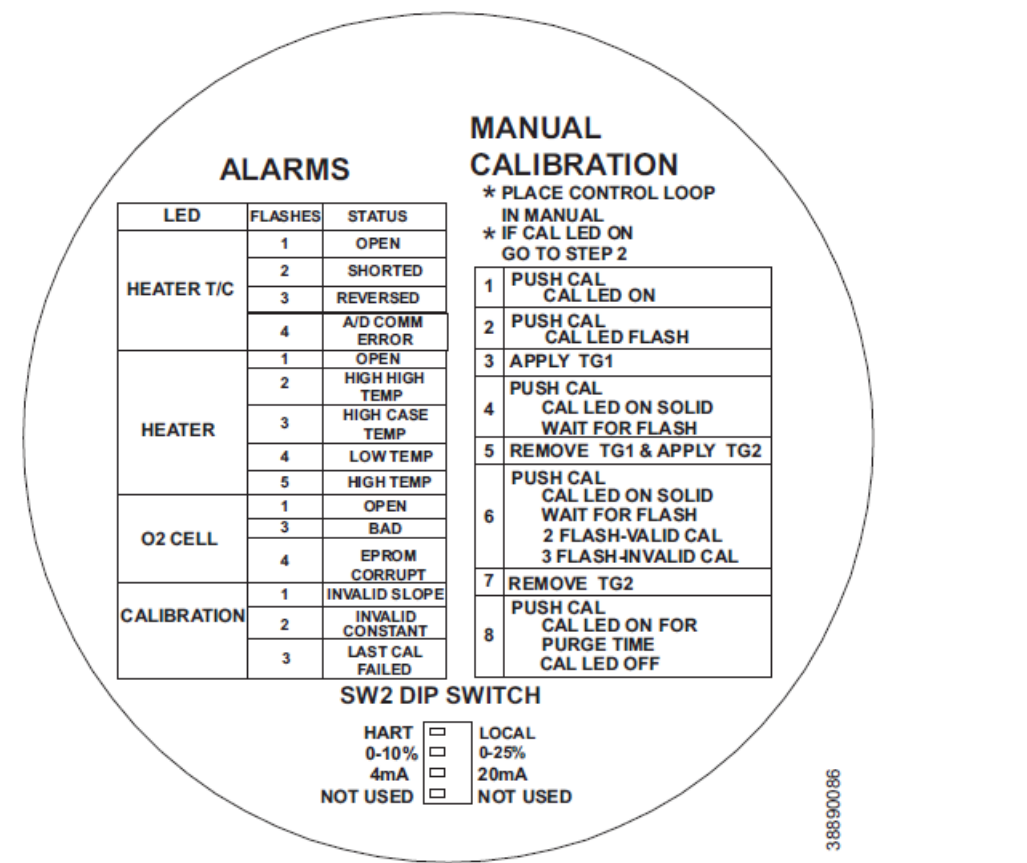 ALARMS
LED FLASHES STATUS
HEATER T/C
1 OPEN
2 SHORTED
3 REVERSED
4 A/D COMM
ERROR
HEATER
1 OPEN
2 HIGH HIGH
TEMP
3 HIGH CASE
TEMP
4 LOW TEMP
5 HIGH TEMP
O2 CELL
1 OPEN
3 BAD
4 EPROM
CORRUPT
CALIBRATION
1 INVALID SLOPE
2 INVALID
CONSTANT
3 LAST CAL
FAILED
MANUAL
CALIBRATION
* PLACE CONTROL LOOP
IN MANUAL
* IF CAL LED ON
GO TO STEP 2
1 PUSH CAL
CAL LED ON
2 PUSH CAL
CAL LED FLASH
3 APPLY TG1
4 PUSH CAL
CAL LED ON SOLID
WAIT FOR FLASH
5 REMOVE TG1 & APPLY TG2
6 PUSH CAL
CAL LED ON SOLID
WAIT FOR FLASH
2 FLASH-VALID CAL
3 FLASH-INVALID CAL
7 REMOVE TG2
8 PUSH CAL
CAL LED ON FOR
PURGE TIME
CAL LED OFF
SW2 DIP SWITCH
HART LOCAL
0-10% 0-25%
4mA 20mA
NOT USED NOT USED
38890086